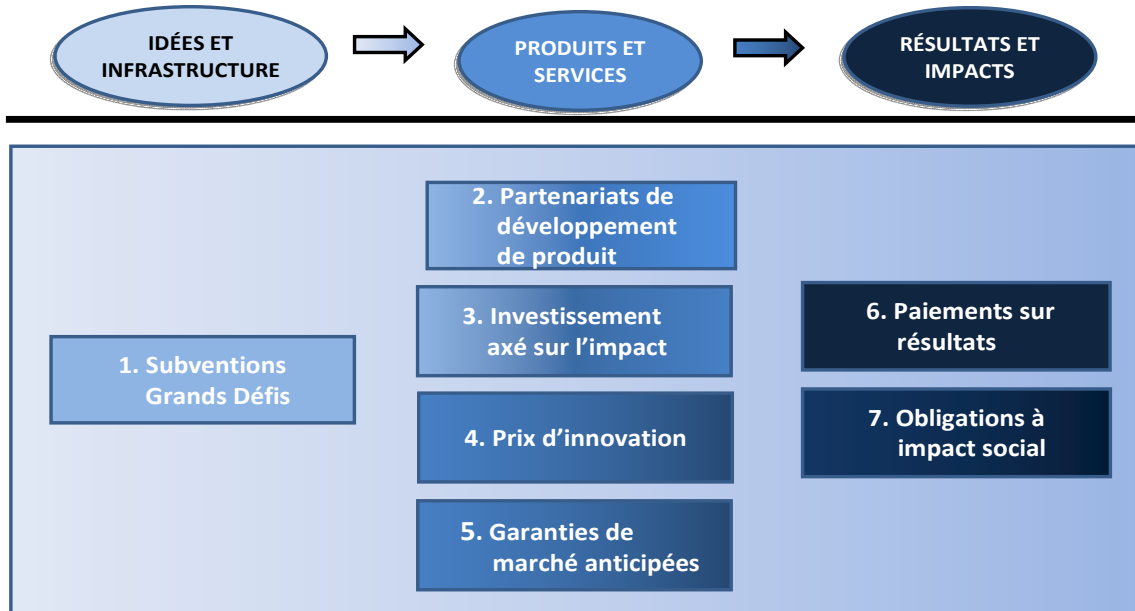 IDÉES ET
INFRASTRUCTURE
PRODUITS ET
SERVICES
RÉSULTATS ET
IMPACTS
1. Subventions
Grands Défis
2. Partenariats de
développement
de produit
3. Investissement
axé sur l’impact
4. Prix d’innovation
5. Garanties de
marché anticipées
6. Paiements sur
résultats
7. Obligations à
impact social